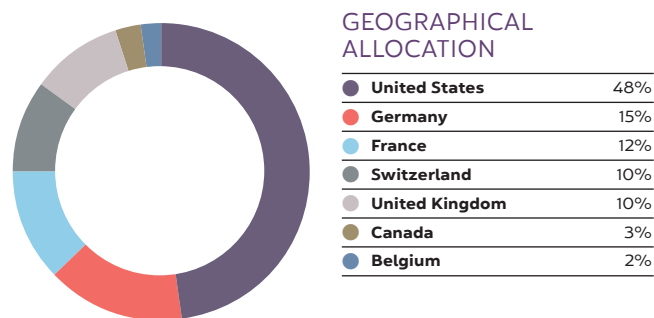 GEOGRAPHICAL
ALLOCATION
United States 48%
Germany 15%
France 12%
Switzerland 10%
United Kingdom 10%
Canada 3%
Belgium 2%